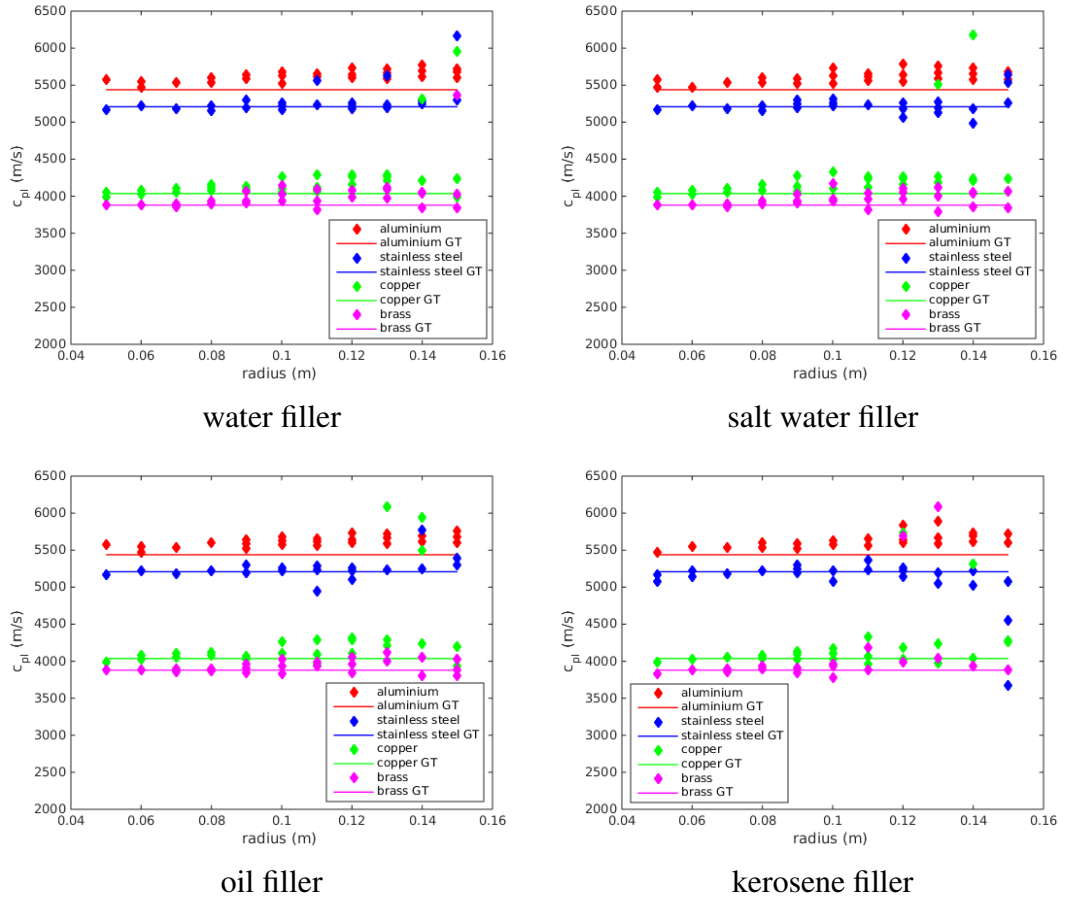 6500
6000
5500
5000
4500
4000
3500
3000
2500
2000
c_pl (m/s)
0.04 0.06 0.08 0.1 0.12 0.14 0.16
radius (m)
aluminium
aluminium GT
stainless steel
stainless steel GT
copper
copper GT
brass
brass GT
water filler
6500
6000
5500
5000
4500
4000
3500
3000
2500
2000
c_pl (m/s)
0.04 0.06 0.08 0.1 0.12 0.14 0.16
radius (m)
aluminium
aluminium GT
stainless steel
stainless steel GT
copper
copper GT
brass
brass GT
salt water filler
6500
6000
5500
5000
4500
4000
3500
3000
2500
2000
c_pl (m/s)
0.04 0.06 0.08 0.1 0.12 0.14 0.16
radius (m)
aluminium
aluminium GT
stainless steel
stainless steel GT
copper
copper GT
brass
brass GT
oil filler
6500
6000
5500
5000
4500
4000
3500
3000
2500
2000
c_pl (m/s)
0.04 0.06 0.08 0.1 0.12 0.14 0.16
radius (m)
aluminium
aluminium GT
stainless steel
stainless steel GT
copper
copper GT
brass
brass GT
kerosene filler